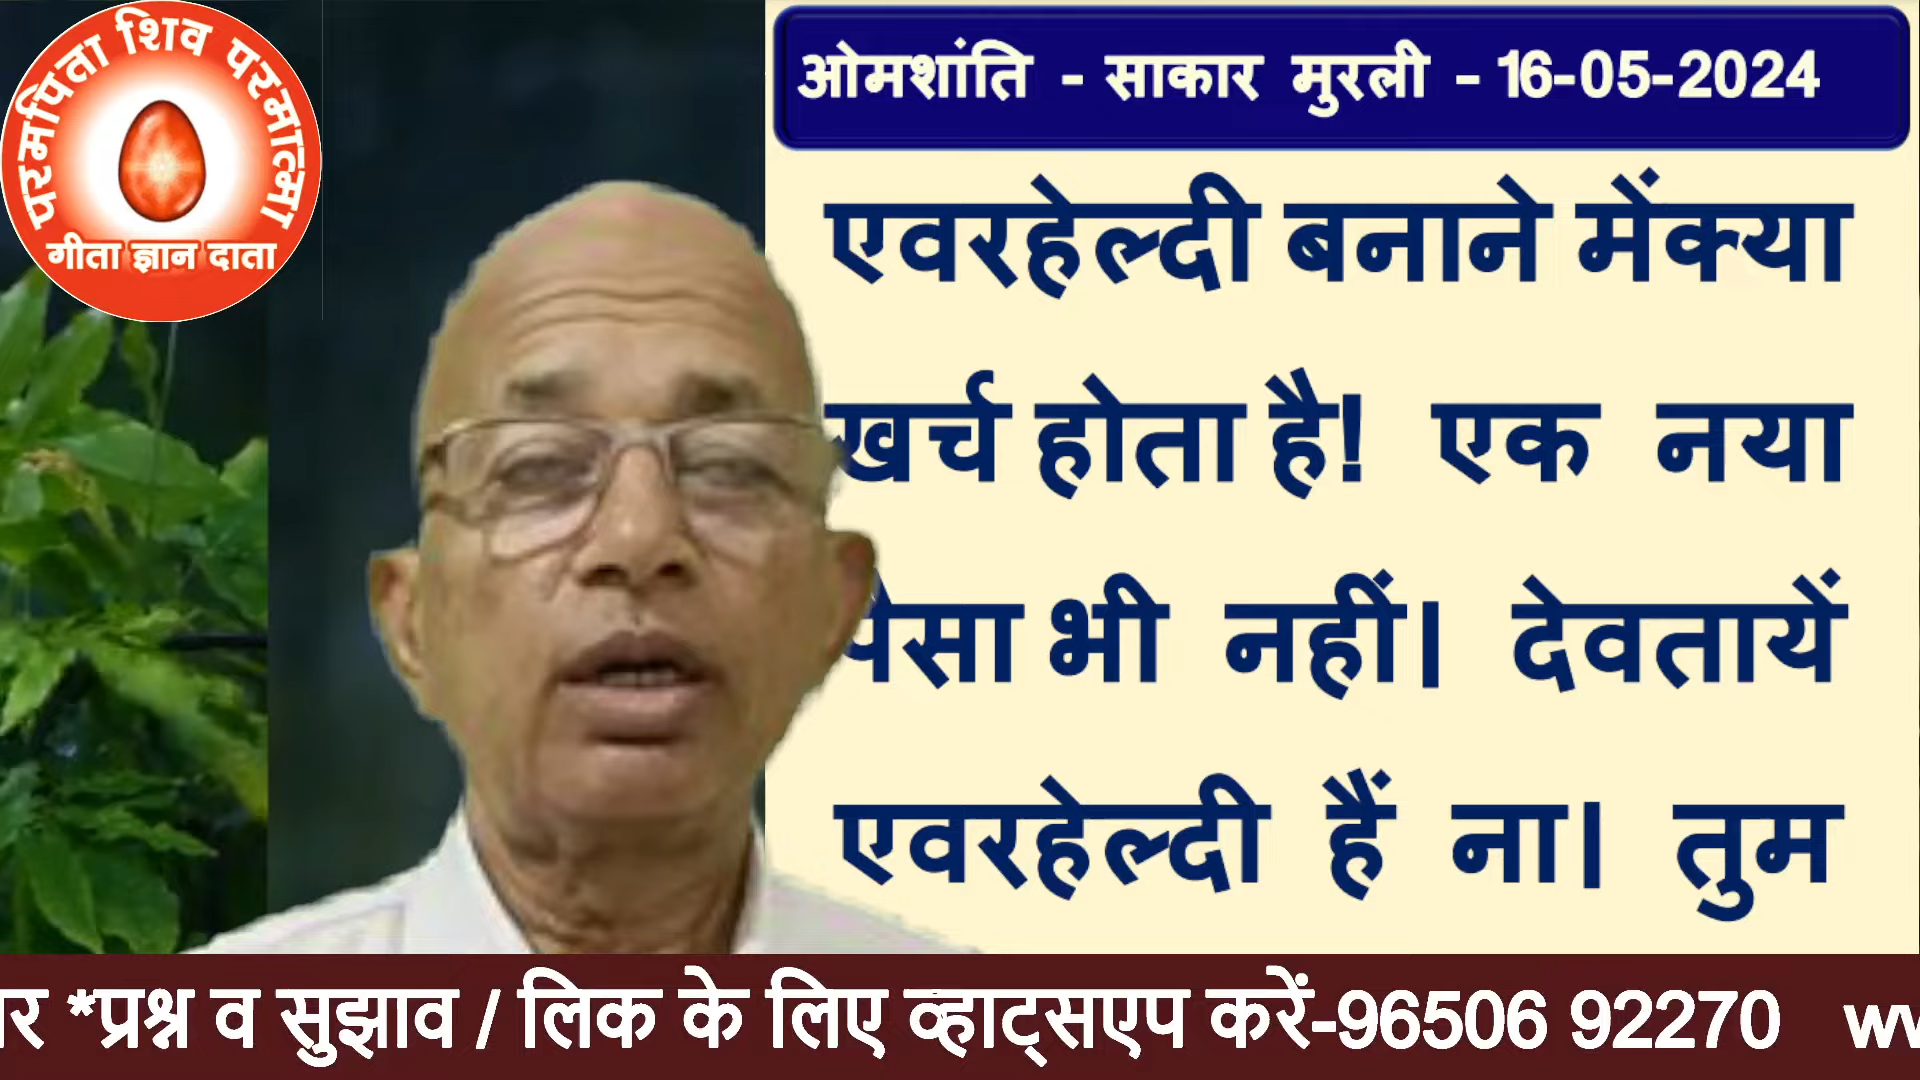 परमपिता शिव परमात्मा
गीता ज्ञान दाता
ओमशांति - साकार मुरली - 16-05-2024
एवरहेल्दी बनाने मेंक्या
खर्च होता है! एक नया
पैसा भी नहीं। देवतायें
एवरहेल्दी हैं ना। तुम
*प्रश्न व सुझाव / लिक के लिए व्हाट्सएप करें-96506 92270